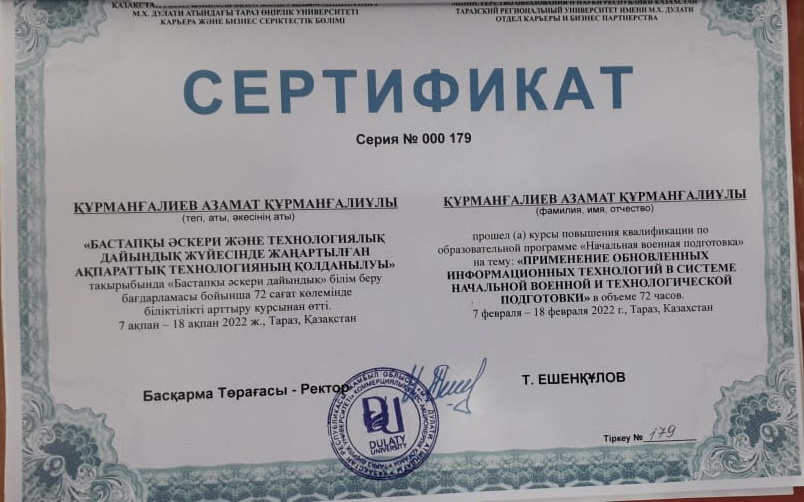 М.Х. ДУЛАТИ АТЫНДАҒЫ ТАРАЗ ӨҢІРЛІК УНИВЕРСИТЕТІ
КАРЬЕРА ЖӘНЕ БИЗНЕС СЕРІКТЕСТІК БӨЛІМІ
ТАРАЗСКИЙ РЕГИОНАЛЬНЫЙ УНИВЕРСИТЕТ ИМЕНИ М.Х. ДУЛАТИ
ОТДЕЛ КАРЬЕРЫ И БИЗНЕС ПАРТНЕРСТВА
СЕРТИФИКАТ
Серия № 000 179
ҚҰРМАНҒАЛИЕВ АЗАМАТ ҚҰРМАНҒАЛИҰЛЫ
(тегі, аты, әкесінің аты)
«БАСТАПҚЫ ӘСКЕРИ ЖӘНЕ ТЕХНОЛОГИЯЛЫҚ
ДАЙЫНДЫҚ ЖҮЙЕСІНДЕ ЖАҢАРТЫЛҒАН
АҚПАРАТТЫҚ ТЕХНОЛОГИЯНЫҢ ҚОЛДАНЫЛУЫ»
тақырыбында «Бастапқы әскери дайындық» білім беру
бағдарламасы бойынша 72 сағат көлемінде
біліктілікті арттыру курсынан өтті.
7 ақпан – 18 ақпан 2022 ж., Тараз, Қазақстан
ҚҰРМАНҒАЛИЕВ АЗАМАТ ҚҰРМАНҒАЛИҰЛЫ
(фамилия, имя, отчество)
прошел (а) курсы повышения квалификации по
образовательной программе «Начальная военная подготовка»
на тему: «ПРИМЕНЕНИЕ ОБНОВЛЕННЫХ
ИНФОРМАЦИОННЫХ ТЕХНОЛОГИЙ В СИСТЕМЕ
НАЧАЛЬНОЙ ВОЕННОЙ И ТЕХНОЛОГИЧЕСКОЙ
ПОДГОТОВКИ» в объеме 72 часов.
7 февраля – 18 февраля 2022 г., Тараз, Казахстан
Басқарма Төрағасы - Ректор
Т. ЕШЕНҚҰЛОВ
DULATY
UNIVERSITY
Тіркеу № 179